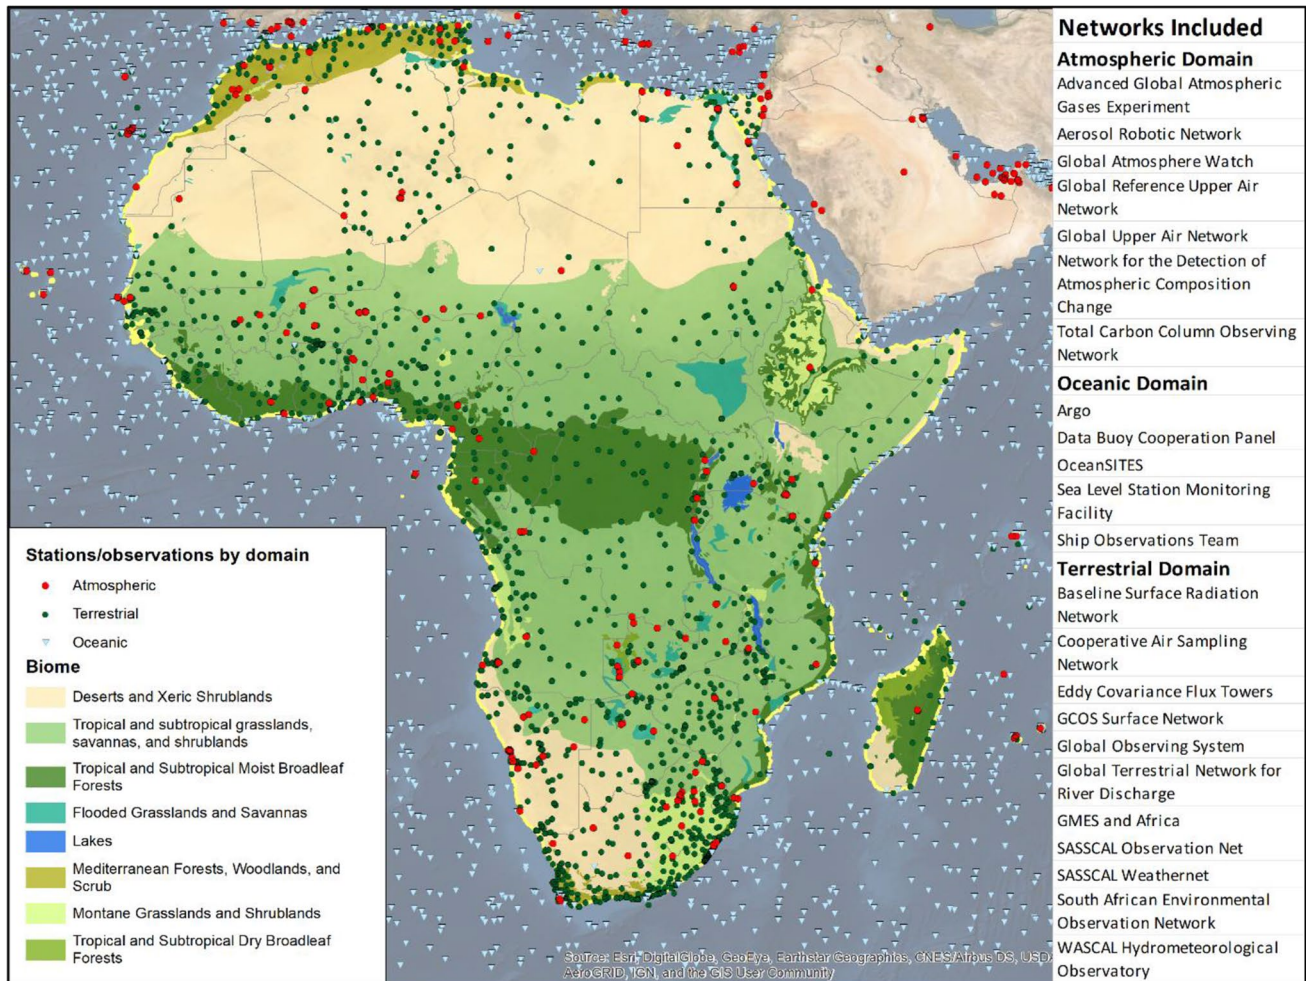 Networks Included
Atmospheric Domain
Advanced Global Atmospheric
Gases Experiment
Aerosol Robotic Network
Global Atmosphere Watch
Global Reference Upper Air
Network
Global Upper Air Network
Network for the Detection of
Atmospheric Composition
Change
Total Carbon Column Observing
Network
Oceanic Domain
Argo
Data Buoy Cooperation Panel
OceanSITES
Sea Level Station Monitoring
Facility
Ship Observations Team
Terrestrial Domain
Baseline Surface Radiation
Network
Cooperative Air Sampling
Network
Eddy Covariance Flux Towers
GCOS Surface Network
Global Observing System
Global Terrestrial Network for
River Discharge
GMES and Africa
SASSCAL Observation Net
SASSCAL Weathernet
South African Environmental
Observation Network
WASCAL Hydrometeorological
Observatory
Stations/observations by domain
Atmospheric
Terrestrial
Oceanic
Biome
Deserts and Xeric Shrublands
Tropical and subtropical grasslands,
savannas, and shrublands
Tropical and Subtropical Moist Broadleaf
Forests
Flooded Grasslands and Savannas
Lakes
Mediterranean Forests, Woodlands, and
Scrub
Montane Grasslands and Shrublands
Tropical and Subtropical Dry Broadleaf
Forests
Source: Esri, DigitalGlobe, GeoEye, Earthstar Geographics, CNES/Airbus DS, USD
AeroGRID, IGN, and the GIS User Community